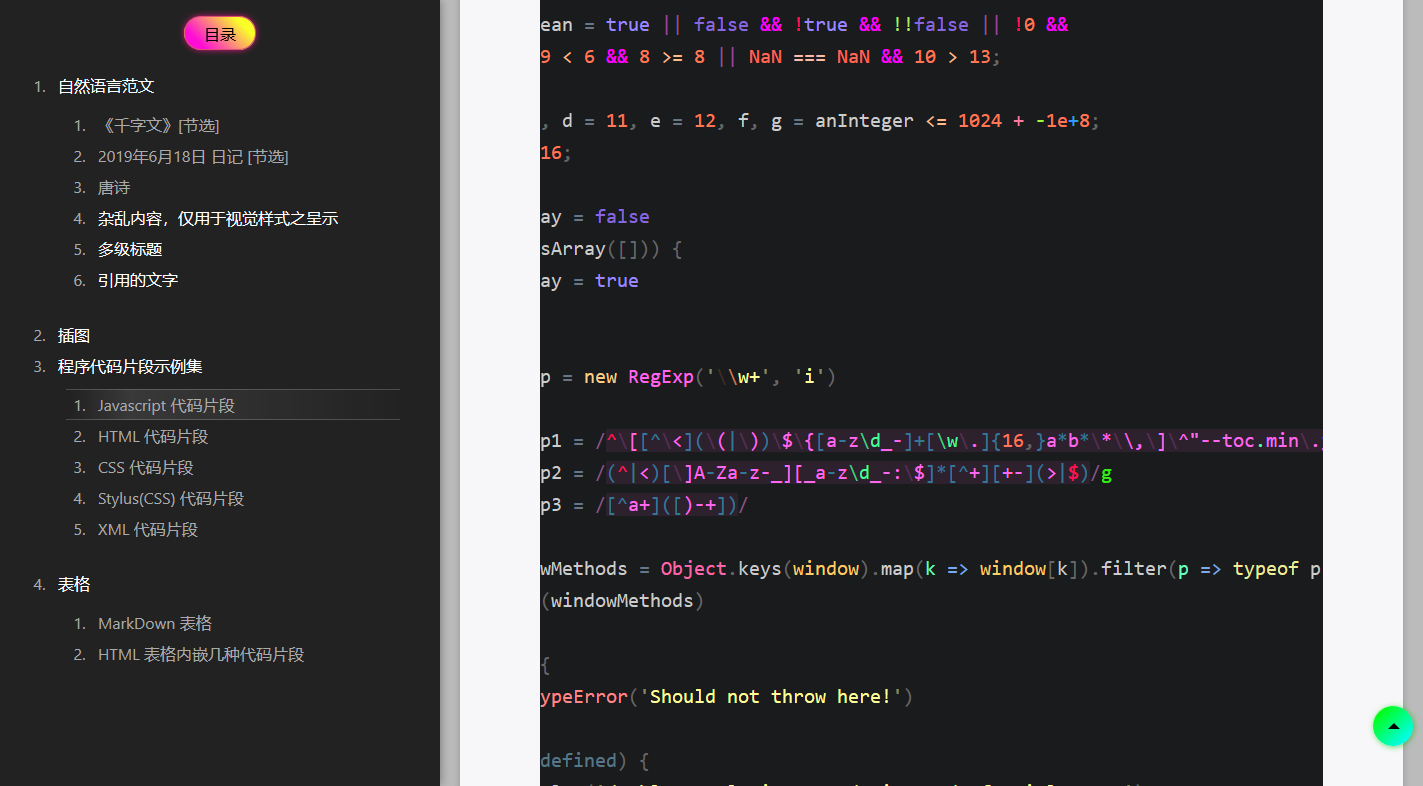 目录
1. 自然语言范文
1. 《千字文》[节选]
2. 2019年6月18日 日记 [节选]
3. 唐诗
4. 杂乱内容，仅用于视觉样式之呈示
5. 多级标题
6. 引用的文字
2. 插图
3. 程序代码片段示例集
1. Javascript 代码片段
2. HTML 代码片段
3. CSS 代码片段
4. Stylus(CSS) 代码片段
5. XML 代码片段
4. 表格
1. MarkDown 表格
2. HTML 表格内嵌几种代码片段
ean = true || false && !true && !!false || !0 &&
9 < 6 && 8 >= 8 || NaN === NaN && 10 > 13;
, d = 11, e = 12, f, g = anInteger <= 1024 + -1e+8;
16;
ay = false
sArray([])) {
ay = true
p = new RegExp('\\w+', 'i')
p1 = /^\[[^\<](\(|\))\$\{[a-z\d_-]+[\w\.]{16,}a*b*\*\\,\]\^"--toc.min\.
p2 = /(^|<)[\]A-Za-z-_][_a-z\d_-:\$]*[^+][+-](>|$)/g
p3 = /[^a+]([)-+])/
wMethods = Object.keys(window).map(k => window[k]).filter(p => typeof p
(windowMethods)
{
ypeError('Should not throw here!')
defined) {